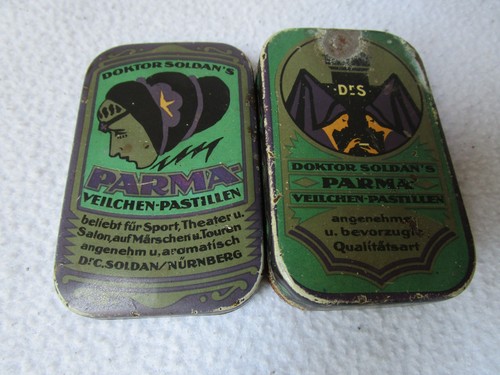 DOKTOR SOLDAN'S
PARMA-
VEILCHEN-PASTILLEN
beliebt für Sport, Theater u.
Salon, auf Märschen u. Touren
angenehm u. aromatisch
Dr. C. SOLDAN/NÜRNBERG
DES
DOKTOR SOLDAN'S
PARMA
VEILCHEN-PASTILLEN
angenehme
u. bevorzugte
Qualitätsart